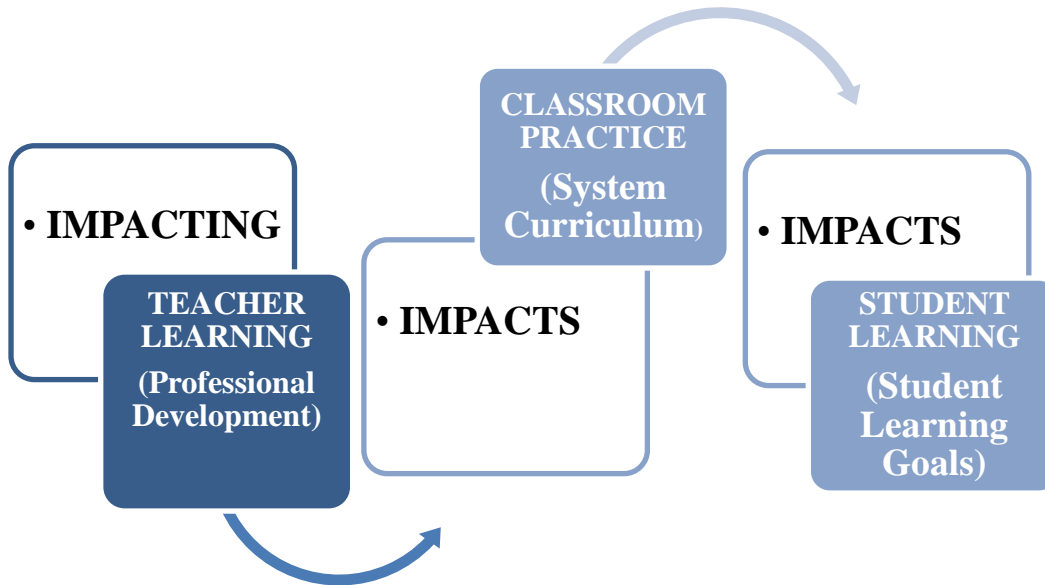 • IMPACTING
TEACHER
LEARNING
(Professional
Development)
• IMPACTS
CLASSROOM
PRACTICE
(System
Curriculum)
• IMPACTS
STUDENT
LEARNING
(Student
Learning
Goals)